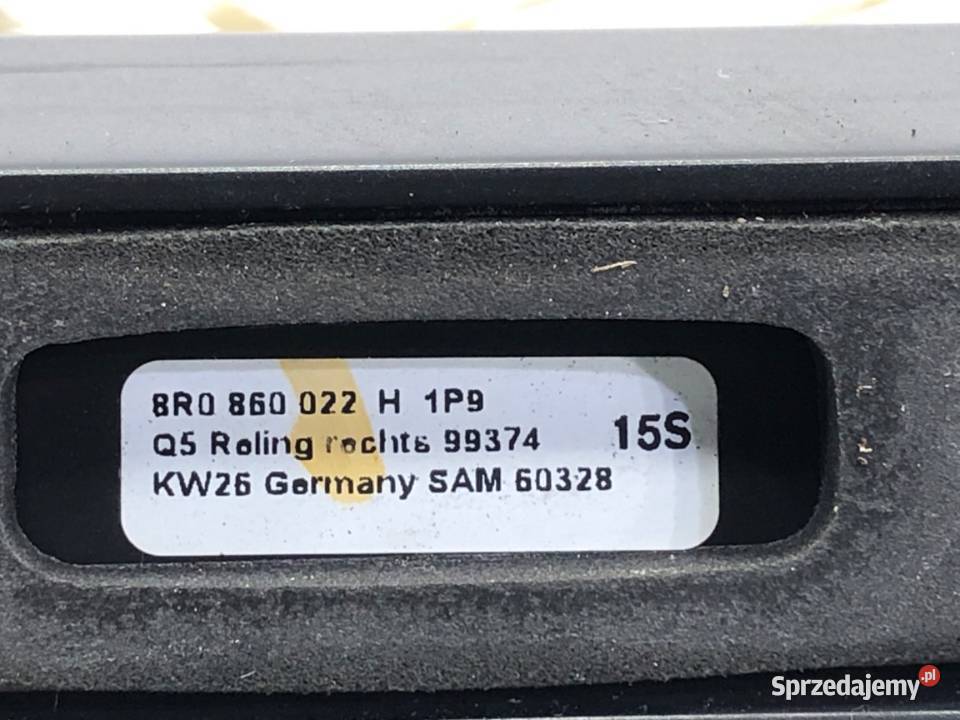 8R0 860 022 H 1P9
Q5 Reling rechts 99374 15S
KW26 Germany SAM 60328
Sprzedajemy.pl